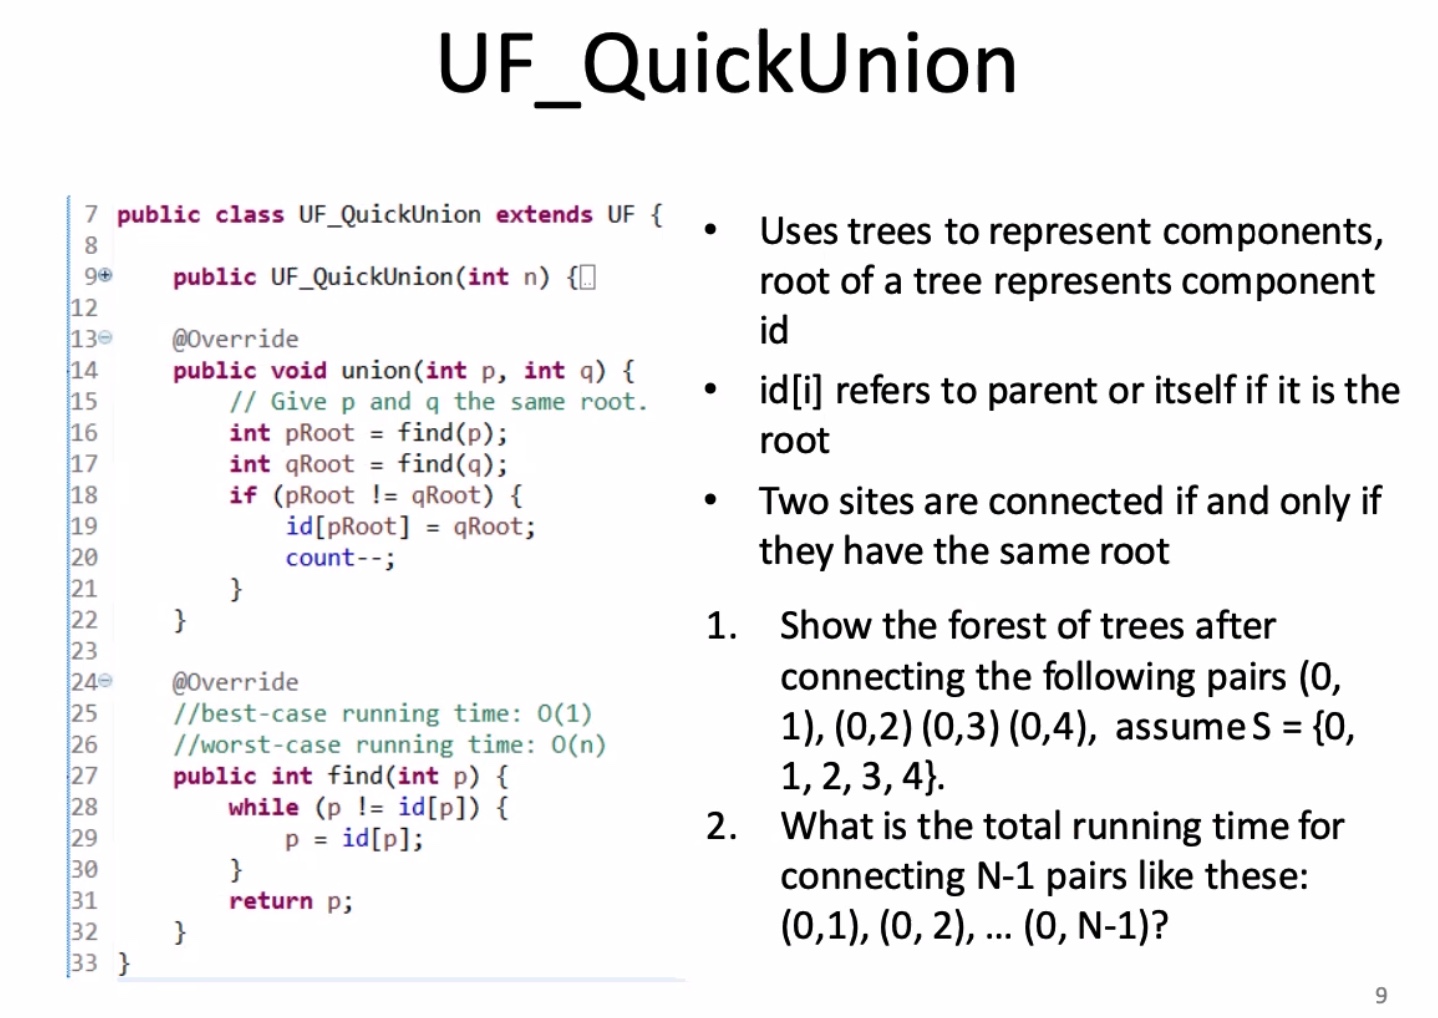 UF_QuickUnion
7 public class UF_QuickUnion extends UF {
8
9 public UF_QuickUnion(int n) {..
12
13 @Override
14 public void union(int p, int q) {
15 // Give p and q the same root.
16 int pRoot = find(p);
17 int qRoot = find(q);
18 if (pRoot != qRoot) {
19 id[pRoot] = qRoot;
20 count--;
21 }
22 }
23
24 @Override
25 //best-case running time: O(1)
26 //worst-case running time: O(n)
27 public int find(int p) {
28 while (p != id[p]) {
29 p = id[p];
30 }
31 return p;
32 }
33 }
• Uses trees to represent components,
root of a tree represents component
id
• id[i] refers to parent or itself if it is the
root
• Two sites are connected if and only if
they have the same root
1. Show the forest of trees after
connecting the following pairs (0,
1), (0,2) (0,3) (0,4), assume S = {0,
1, 2, 3, 4}.
2. What is the total running time for
connecting N-1 pairs like these:
(0,1), (0, 2), ... (0, N-1)?
9